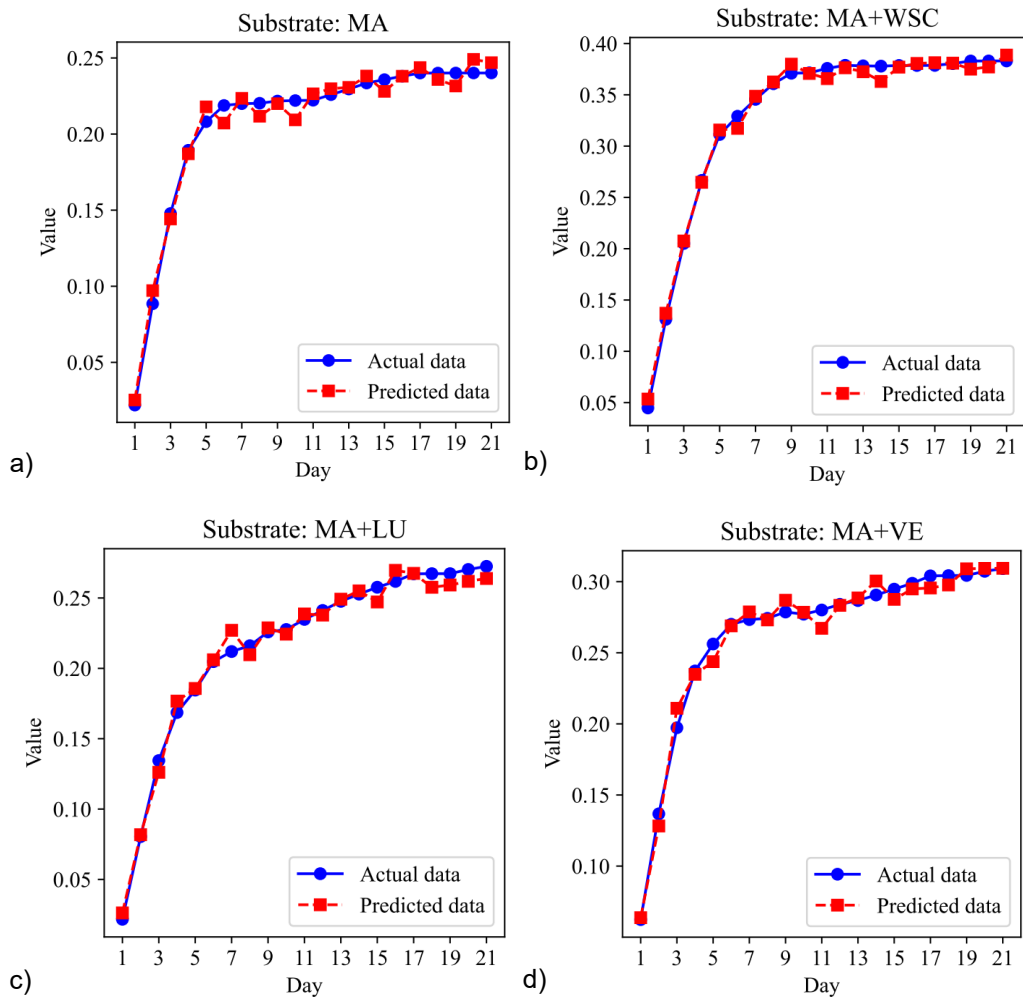 Substrate: MA
0.25
0.20
0.15
0.10
0.05
Value
Actual data
Predicted data
1 3 5 7 9 11 13 15 17 19 21
Day
a)
Substrate: MA+WSC
0.40
0.35
0.30
0.25
0.20
0.15
0.10
0.05
Value
Actual data
Predicted data
1 3 5 7 9 11 13 15 17 19 21
Day
b)
Substrate: MA+LU
0.25
0.20
0.15
0.10
0.05
Value
Actual data
Predicted data
1 3 5 7 9 11 13 15 17 19 21
Day
c)
Substrate: MA+VE
0.30
0.25
0.20
0.15
0.10
Value
Actual data
Predicted data
1 3 5 7 9 11 13 15 17 19 21
Day
d)